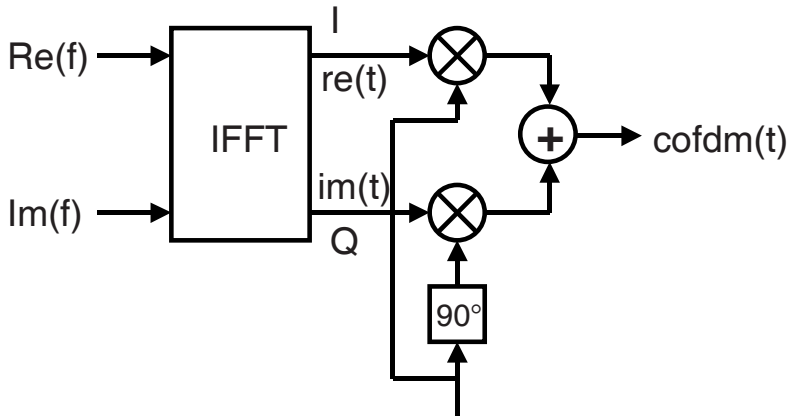 I
Re(f)
re(t)
IFFT
+
cofdm(t)
im(t)
Im(f)
Q
90°